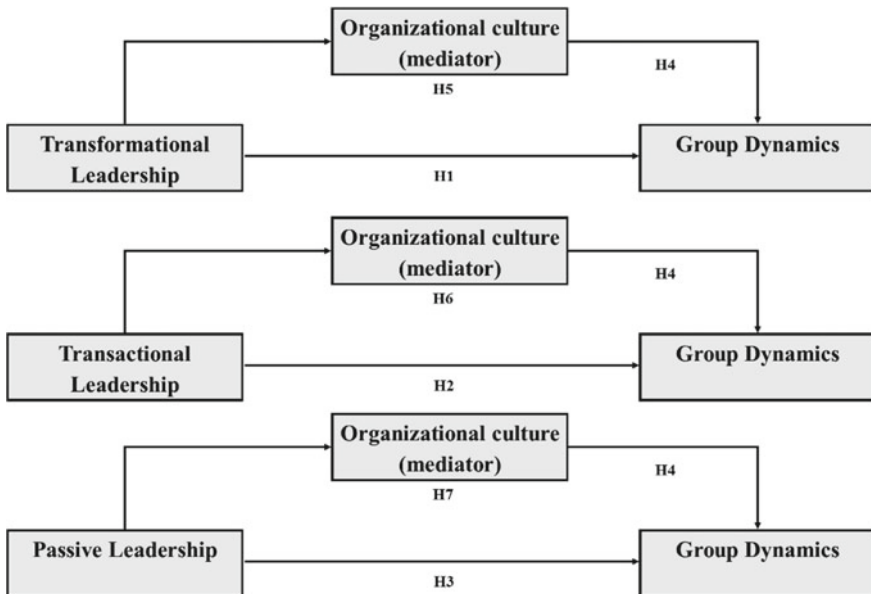 Organizational culture
(mediator)
H4
H5
Transformational
Leadership
Group Dynamics
H1
Organizational culture
(mediator)
H4
H6
Transactional
Leadership
Group Dynamics
H2
Organizational culture
(mediator)
H4
H7
Passive Leadership
Group Dynamics
H3